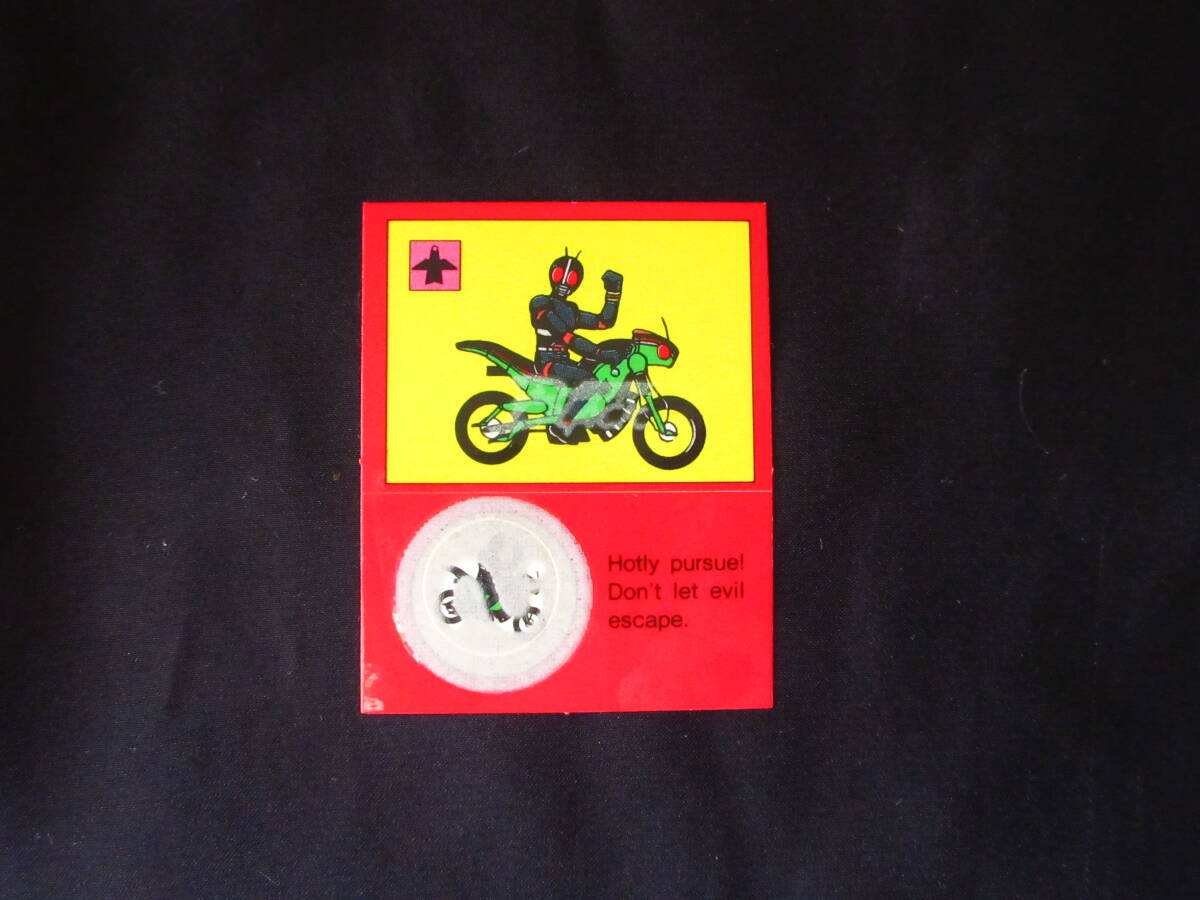 Hotly pursue!
Don't let evil
escape.